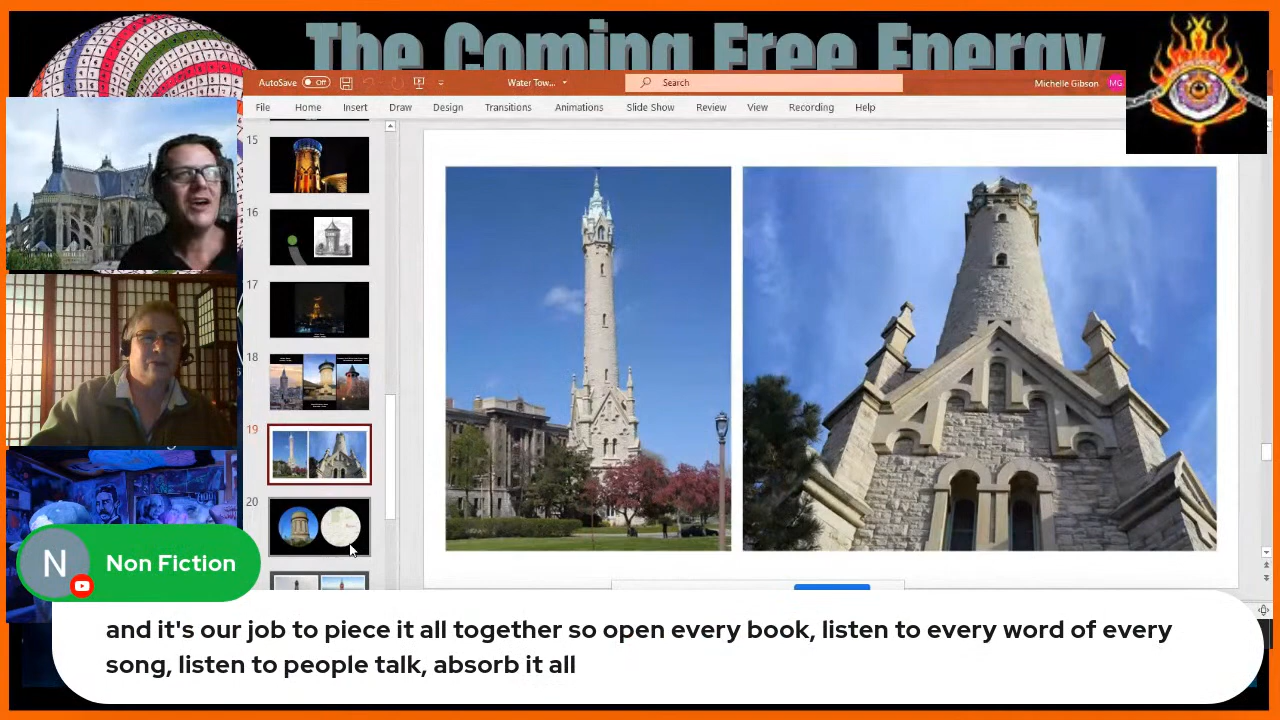 The Coming Free Energy
AutoSave Off Water Tow... Search Michelle Gibson MG
File Home Insert Draw Design Transitions Animations Slide Show Review View Recording Help
15
16
17
18
19
20
N Non Fiction
and it's our job to piece it all together so open every book, listen to every word of every
song, listen to people talk, absorb it all